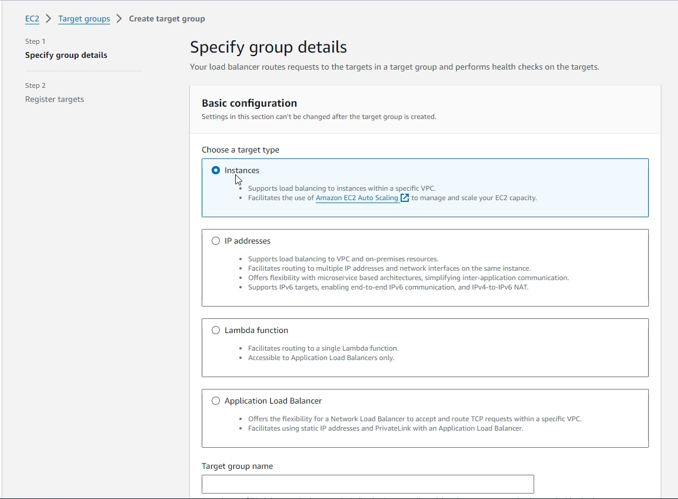 EC2 > Target groups > Create target group
Step 1
Specify group details
Step 2
Register targets
Specify group details
Your load balancer routes requests to the targets in a target group and performs health checks on the targets.
Basic configuration
Settings in this section can't be changed after the target group is created.
Choose a target type
Instances
• Supports load balancing to instances within a specific VPC.
• Facilitates the use of Amazon EC2 Auto Scaling to manage and scale your EC2 capacity.
IP addresses
• Supports load balancing to VPC and on-premises resources.
• Facilitates routing to multiple IP addresses and network interfaces on the same instance.
• Offers flexibility with microservice based architectures, simplifying inter-application communication.
• Supports IPv6 targets, enabling end-to-end IPv6 communication, and IPv4-to-IPv6 NAT.
Lambda function
• Facilitates routing to a single Lambda function.
• Accessible to Application Load Balancers only.
Application Load Balancer
• Offers the flexibility for a Network Load Balancer to accept and route TCP requests within a specific VPC.
• Facilitates using static IP addresses and PrivateLink with an Application Load Balancer.
Target group name